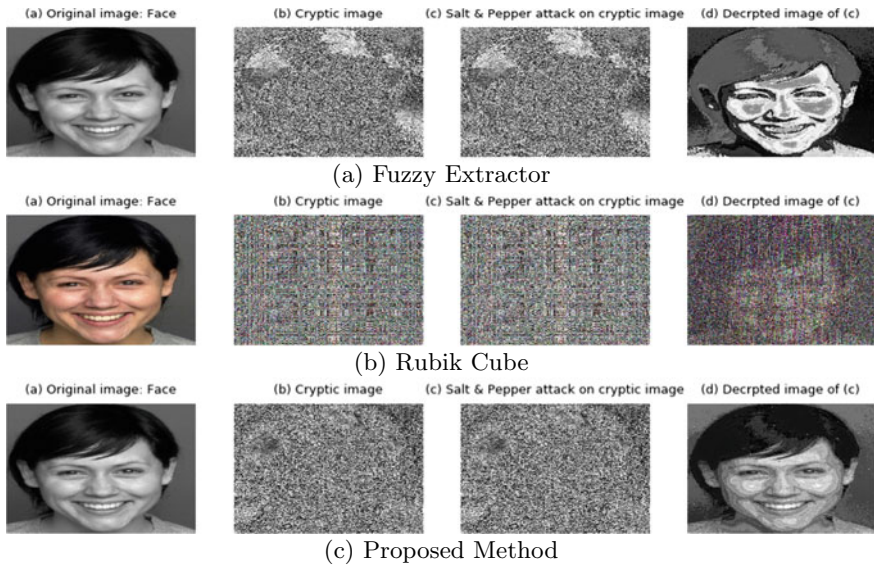 (a) Original image: Face (b) Cryptic image (c) Salt & Pepper attack on cryptic image (d) Decrpted image of (c)
(a) Fuzzy Extractor
(a) Original image: Face (b) Cryptic image (c) Salt & Pepper attack on cryptic image (d) Decrpted image of (c)
(b) Rubik Cube
(a) Original image: Face (b) Cryptic image (c) Salt & Pepper attack on cryptic image (d) Decrpted image of (c)
(c) Proposed Method